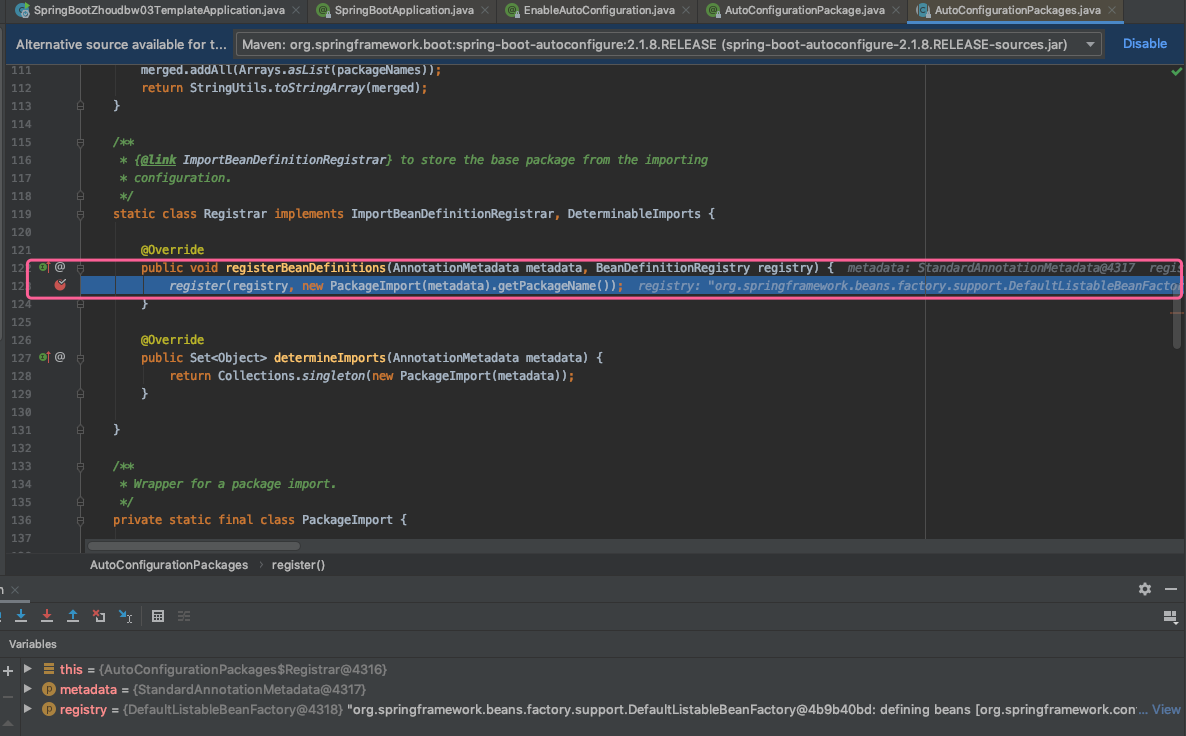 SpringBootZhoudbw03TemplateApplication.java SpringBootApplication.java EnableAutoConfiguration.java AutoConfigurationPackage.java AutoConfigurationPackages.java
Alternative source available for t... Maven: org.springframework.boot:spring-boot-autoconfigure:2.1.8.RELEASE (spring-boot-autoconfigure-2.1.8.RELEASE-sources.jar) Disable
111 merged.addAll(Arrays.asList(packageNames));
112 return StringUtils.toStringArray(merged);
113 }
114
115 /**
116 * {@link ImportBeanDefinitionRegistrar} to store the base package from the importing
117 * configuration.
118 */
119 static class Registrar implements ImportBeanDefinitionRegistrar, DeterminableImports {
120
121 @Override
122 public void registerBeanDefinitions(AnnotationMetadata metadata, BeanDefinitionRegistry registry) { metadata: StandardAnnotationMetadata@4317 regis
123 register(registry, new PackageImport(metadata).getPackageName()); registry: "org.springframework.beans.factory.support.DefaultListableBeanFacto
124 }
125
126 @Override
127 public Set<Object> determineImports(AnnotationMetadata metadata) {
128 return Collections.singleton(new PackageImport(metadata));
129 }
130
131 }
132
133 /**
134 * Wrapper for a package import.
135 */
136 private static final class PackageImport {
137
AutoConfigurationPackages › register()
Variables
this = {AutoConfigurationPackages$Registrar@4316}
metadata = {StandardAnnotationMetadata@4317}
registry = {DefaultListableBeanFactory@4318} "org.springframework.beans.factory.support.DefaultListableBeanFactory@4b9b40bd: defining beans [org.springframework.con... View